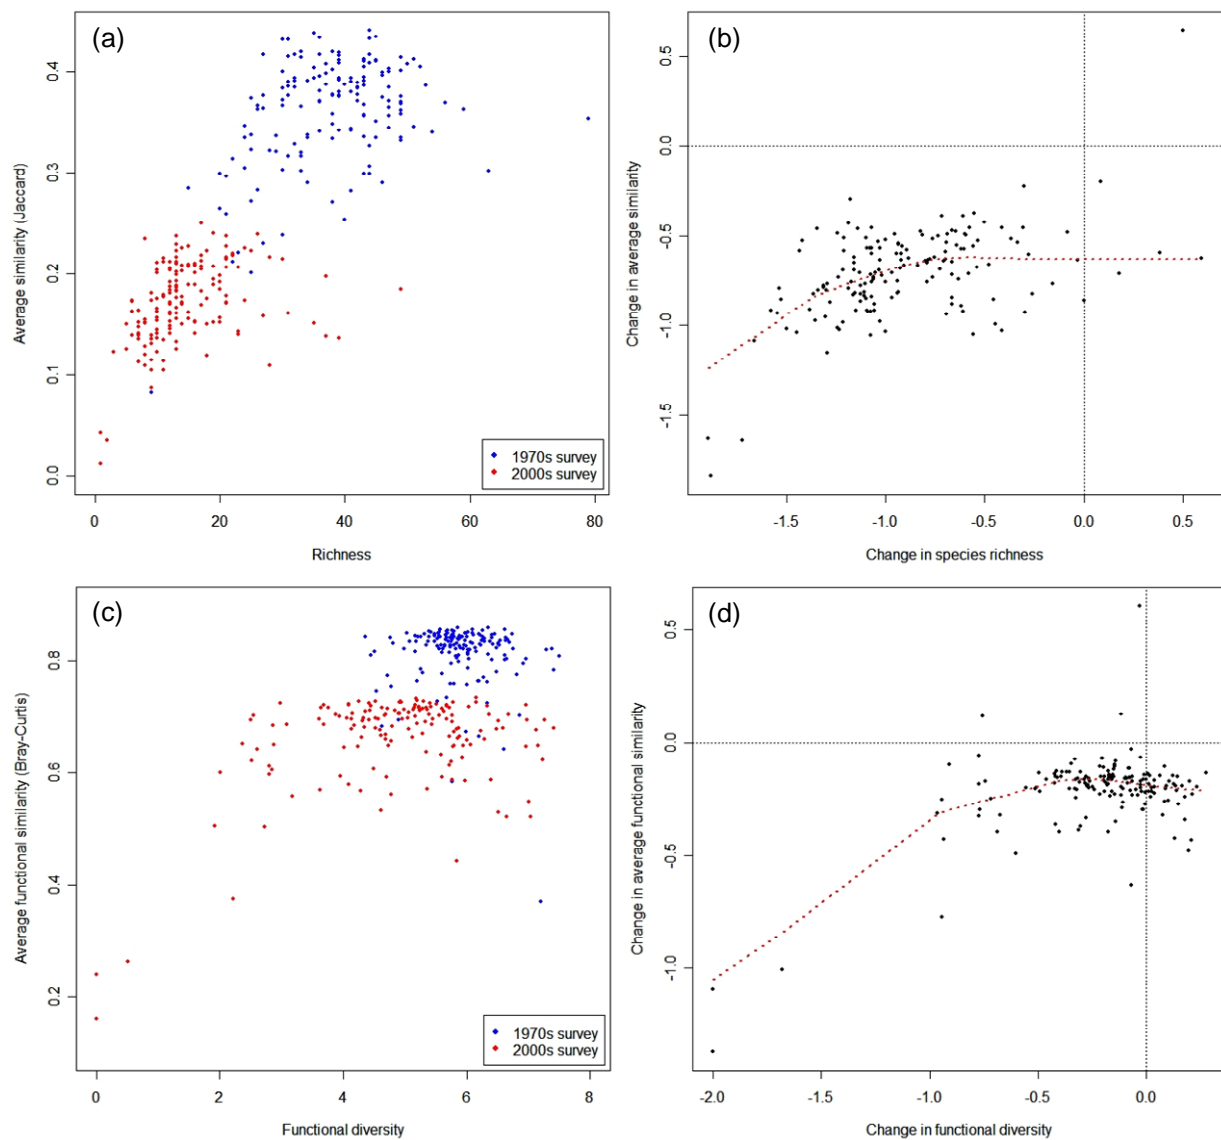 (a)
Average similarity (Jaccard)
0.4
0.3
0.2
0.1
0.0
0
20
40
60
80
Richness
1970s survey
2000s survey
(b)
Change in average similarity
0.5
0.0
-0.5
-1.0
-1.5
-1.5
-1.0
-0.5
0.0
0.5
Change in species richness
(c)
Average functional similarity (Bray-Curtis)
0.8
0.6
0.4
0.2
0
2
4
6
8
Functional diversity
1970s survey
2000s survey
(d)
Change in average functional similarity
0.5
0.0
-0.5
-1.0
-2.0
-1.5
-1.0
-0.5
0.0
Change in functional diversity